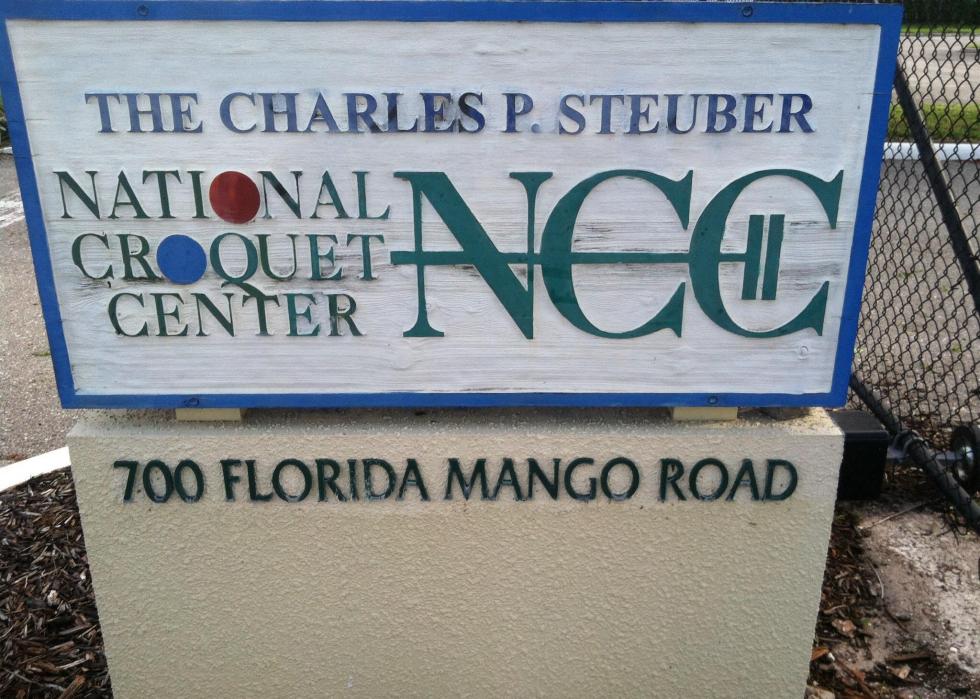 THE CHARLES P. STEUBER
NATIONAL
CROQUET
CENTER
NCC
700 FLORIDA MANGO ROAD